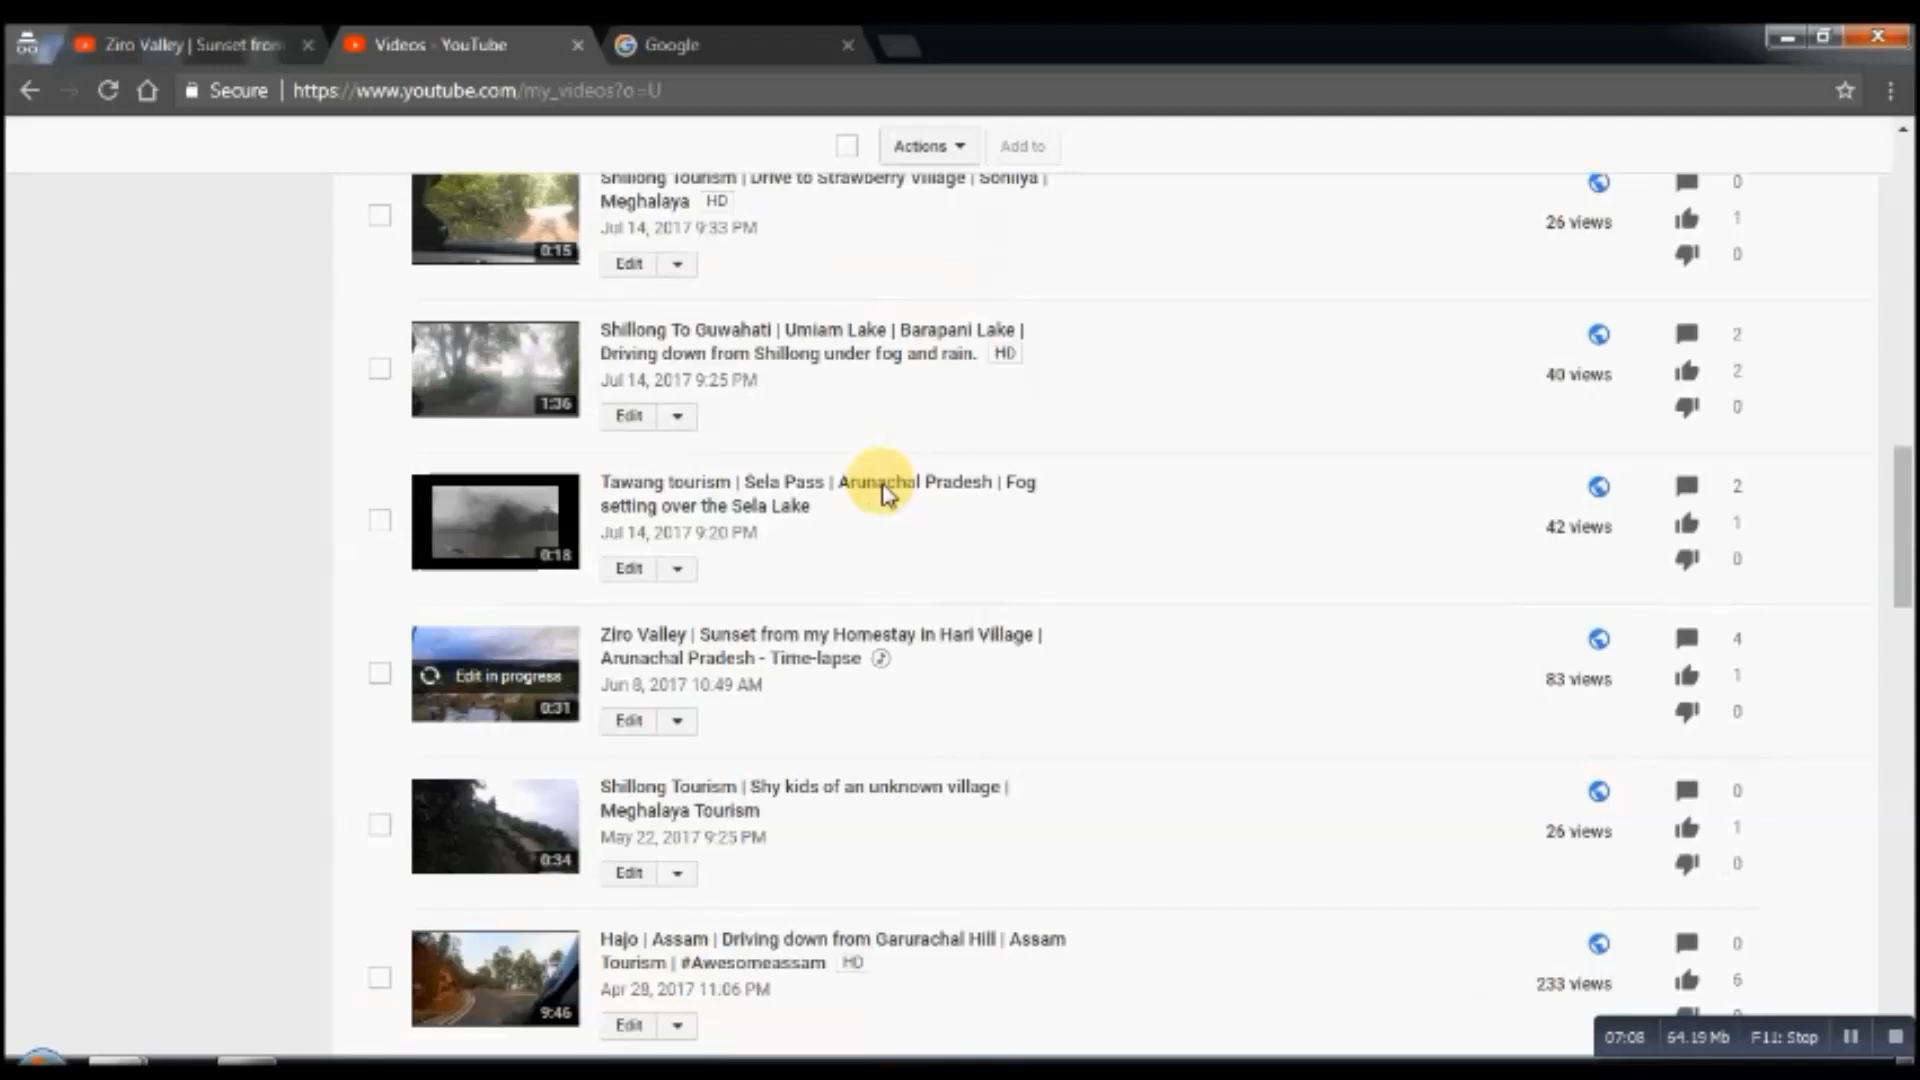 Ziro Valley | Sunset from
Videos - YouTube
Google
Secure | https://www.youtube.com/my_videos?o=U
Actions
Add to
Shillong Tourism | Drive to Strawberry Village | Sohliya |
Meghalaya HD
Jul 14, 2017 9:33 PM
Edit
0:15
26 views
0
1
0
Shillong To Guwahati | Umiam Lake | Barapani Lake |
Driving down from Shillong under fog and rain. HD
Jul 14, 2017 9:25 PM
Edit
1:36
40 views
2
2
0
Tawang tourism | Sela Pass | Arunachal Pradesh | Fog
setting over the Sela Lake
Jul 14, 2017 9:20 PM
Edit
0:18
42 views
2
1
0
Ziro Valley | Sunset from my Homestay in Hari Village |
Arunachal Pradesh - Time-lapse
Jun 8, 2017 10:49 AM
Edit
Edit in progress
0:31
83 views
4
1
0
Shillong Tourism | Shy kids of an unknown village |
Meghalaya Tourism
May 22, 2017 9:25 PM
Edit
0:34
26 views
0
1
0
Hajo | Assam | Driving down from Garurachal Hill | Assam
Tourism | #Awesomeassam HD
Apr 28, 2017 11:06 PM
Edit
9:46
233 views
0
6
07:08 64.19 Mb F11: Stop